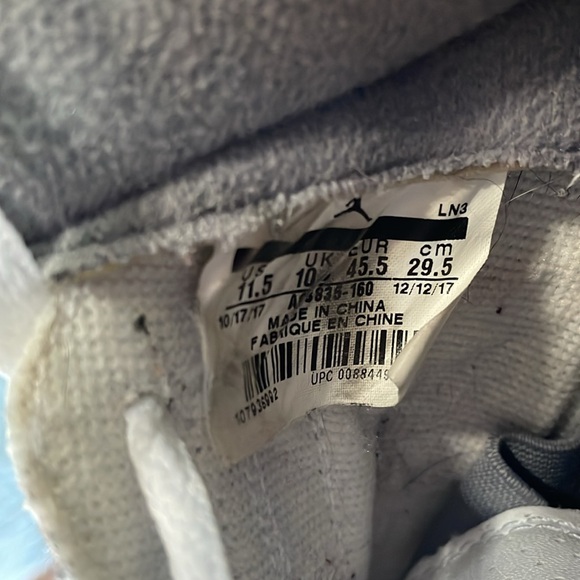 LN3
US UK EUR cm
11.5 10 45.5 29.5
10/17/17 12/12/17
MADE IN CHINA
FABRIQUE EN CHINE
UPC 0088449